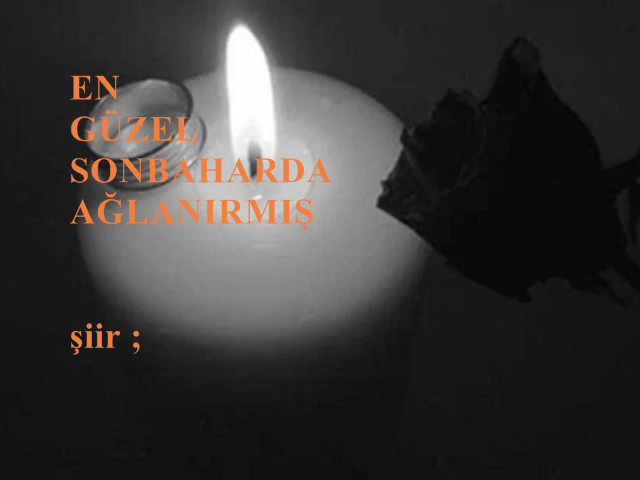 EN
GÜZEL
SONBAHARDA
AĞLANIRMIŞ
şiir ;